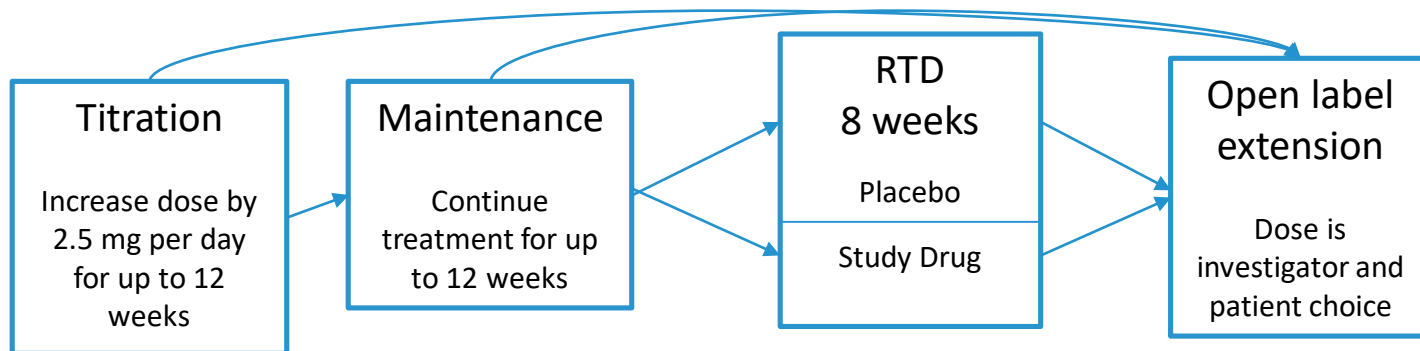 Titration
Increase dose by
2.5 mg per day
for up to 12
weeks
Maintenance
Continue
treatment for up
to 12 weeks
RTD
8 weeks
Placebo
Study Drug
Open label
extension
Dose is
investigator and
patient choice